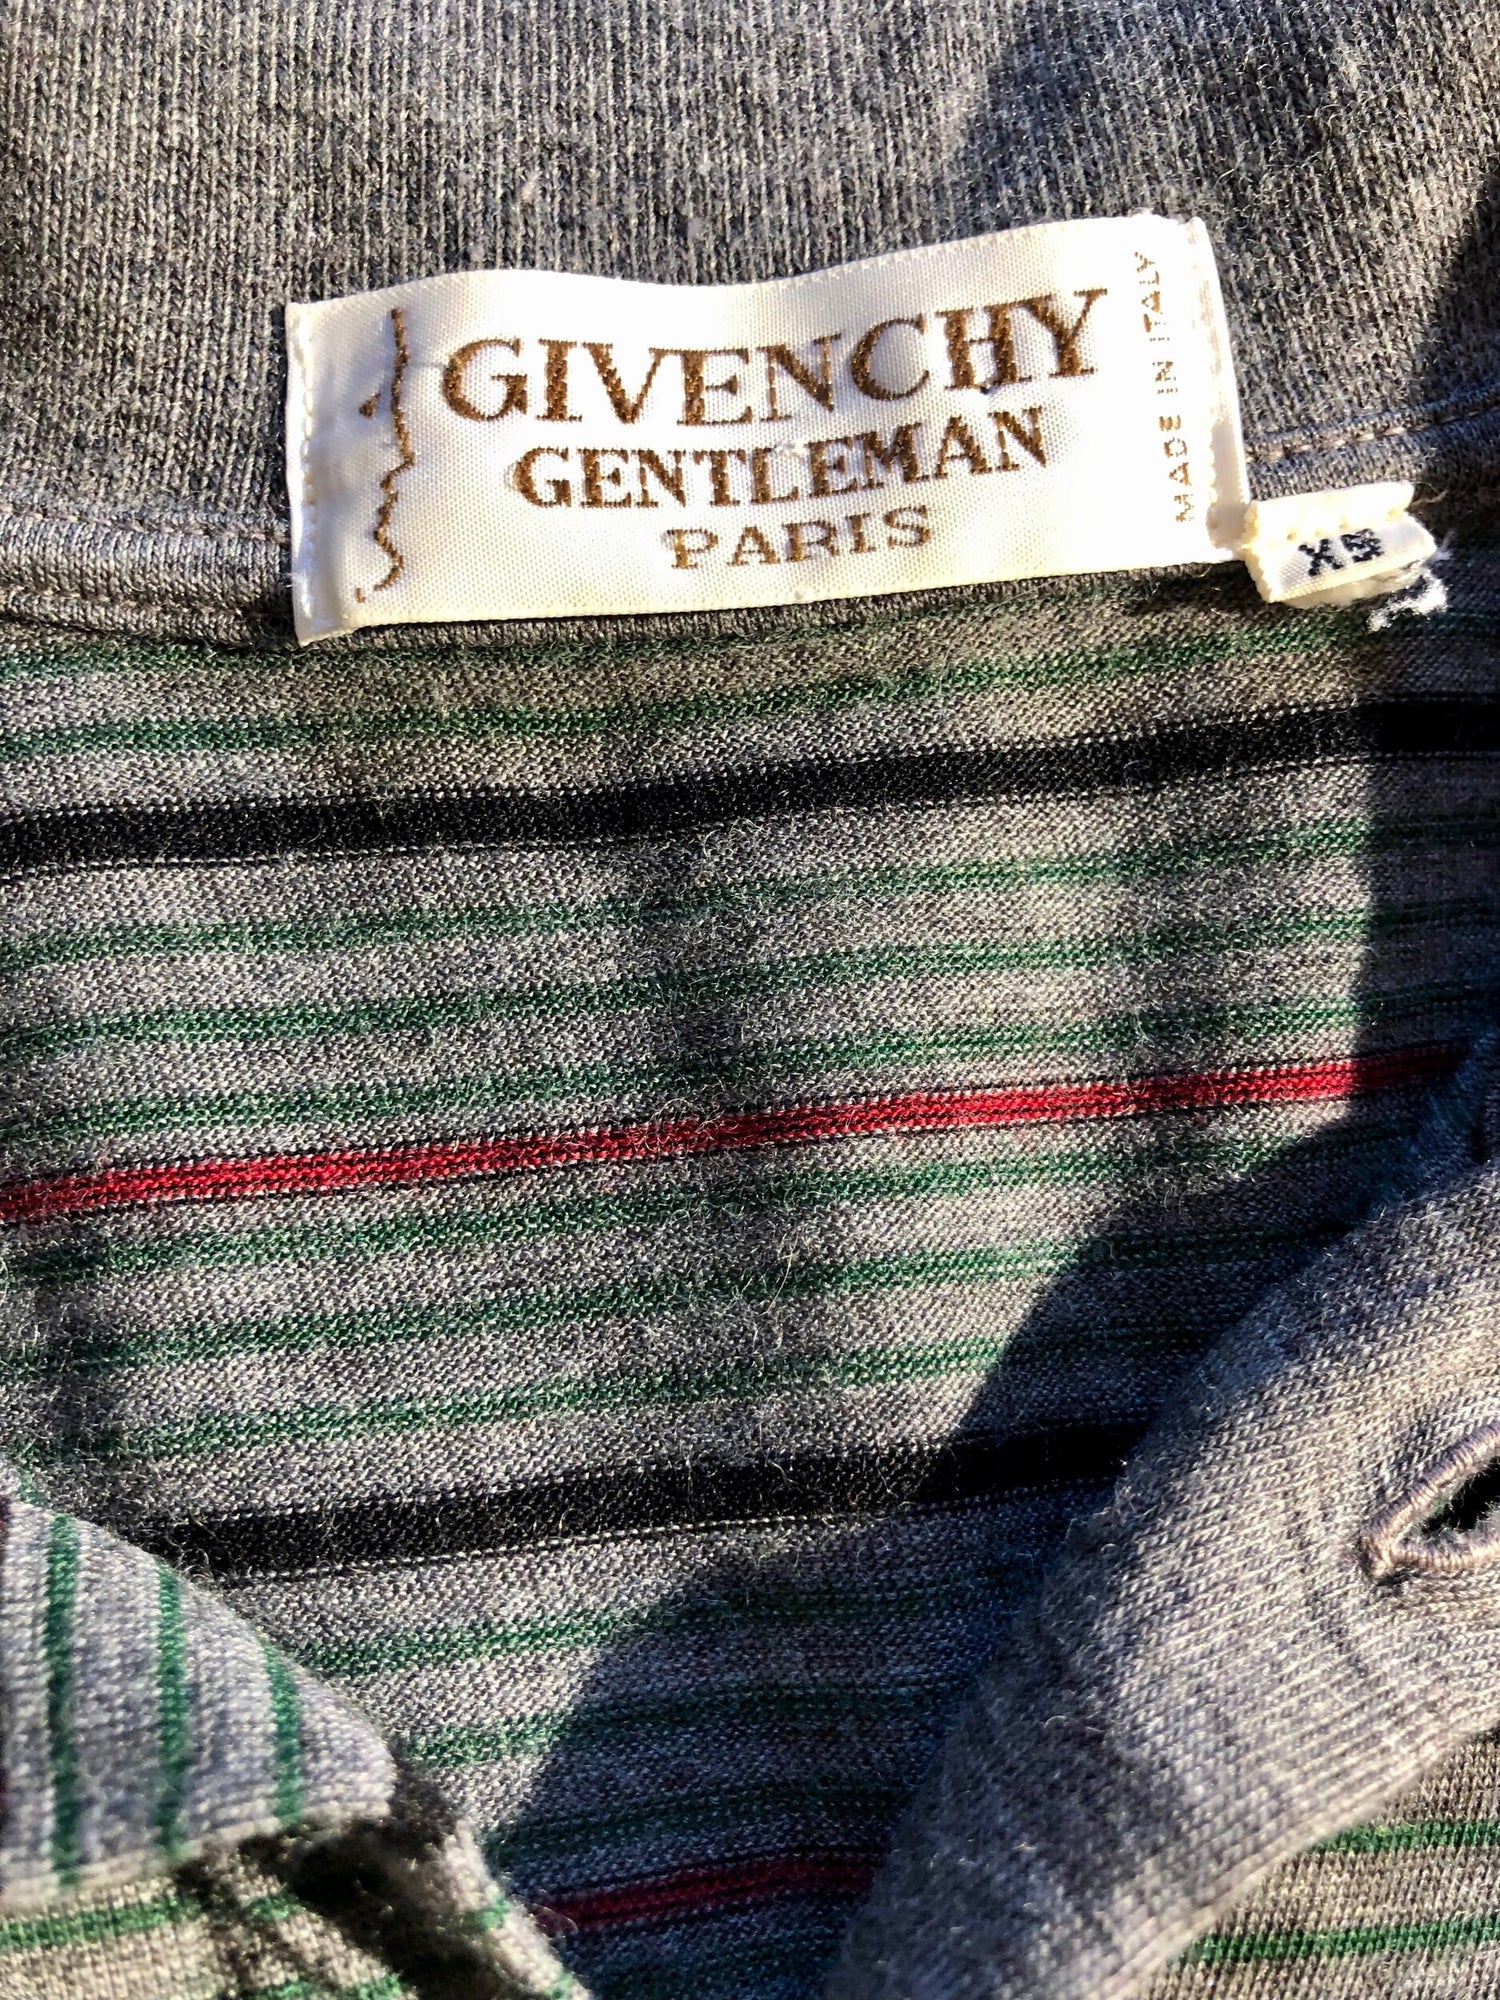 GIVENCHY
GENTLEMAN
PARIS
MADE IN ITALY
XS